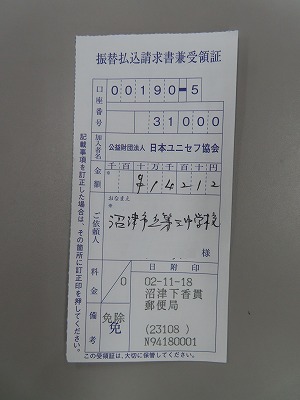 振替払込請求書兼受領証
口座番号
00190-5
31000
加入者名
公益財団法人 日本ユニセフ協会
金額
千百十万千百十円
14212
おなまえ
ご依頼人
沼津市立第三中学校
様
料金
0
日附印
02-11-18
沼津下香貫
郵便局
(23108 )
N94180001
備考
免除
免
記載事項を訂正した場合は、その箇所に訂正印を押してください。
この受領証は、大切に保管してください。